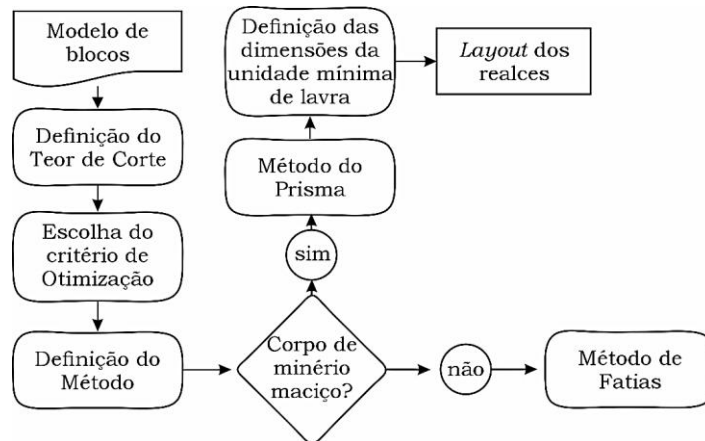 Modelo de
blocos
Definição do
Teor de Corte
Escolha do
critério de
Otimização
Definição do
Método
Corpo de
minério
maciço?
sim
Método do
Prisma
Definição das
dimensões da
unidade mínima
de lavra
Layout dos
realces
não
Método de
Fatias